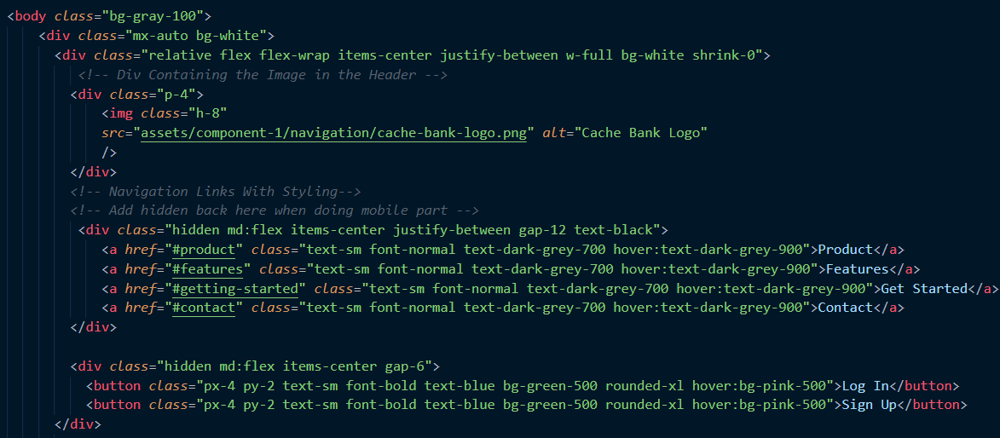 <body class="bg-gray-100">
<div class="mx-auto bg-white">
<div class="relative flex flex-wrap items-center justify-between w-full bg-white shrink-0">
<!-- Div Containing the Image in the Header -->
<div class="p-4">
<img class="h-8"
src="assets/component-1/navigation/cache-bank-logo.png" alt="Cache Bank Logo"
/>
</div>
<!-- Navigation Links With Styling-->
<!-- Add hidden back here when doing mobile part -->
<div class="hidden md:flex items-center justify-between gap-12 text-black">
<a href="#product" class="text-sm font-normal text-dark-grey-700 hover:text-dark-grey-900">Product</a>
<a href="#features" class="text-sm font-normal text-dark-grey-700 hover:text-dark-grey-900">Features</a>
<a href="#getting-started" class="text-sm font-normal text-dark-grey-700 hover:text-dark-grey-900">Get Started</a>
<a href="#contact" class="text-sm font-normal text-dark-grey-700 hover:text-dark-grey-900">Contact</a>
</div>
<div class="hidden md:flex items-center gap-6">
<button class="px-4 py-2 text-sm font-bold text-blue bg-green-500 rounded-xl hover:bg-pink-500">Log In</button>
<button class="px-4 py-2 text-sm font-bold text-blue bg-green-500 rounded-xl hover:bg-pink-500">Sign Up</button>
</div>